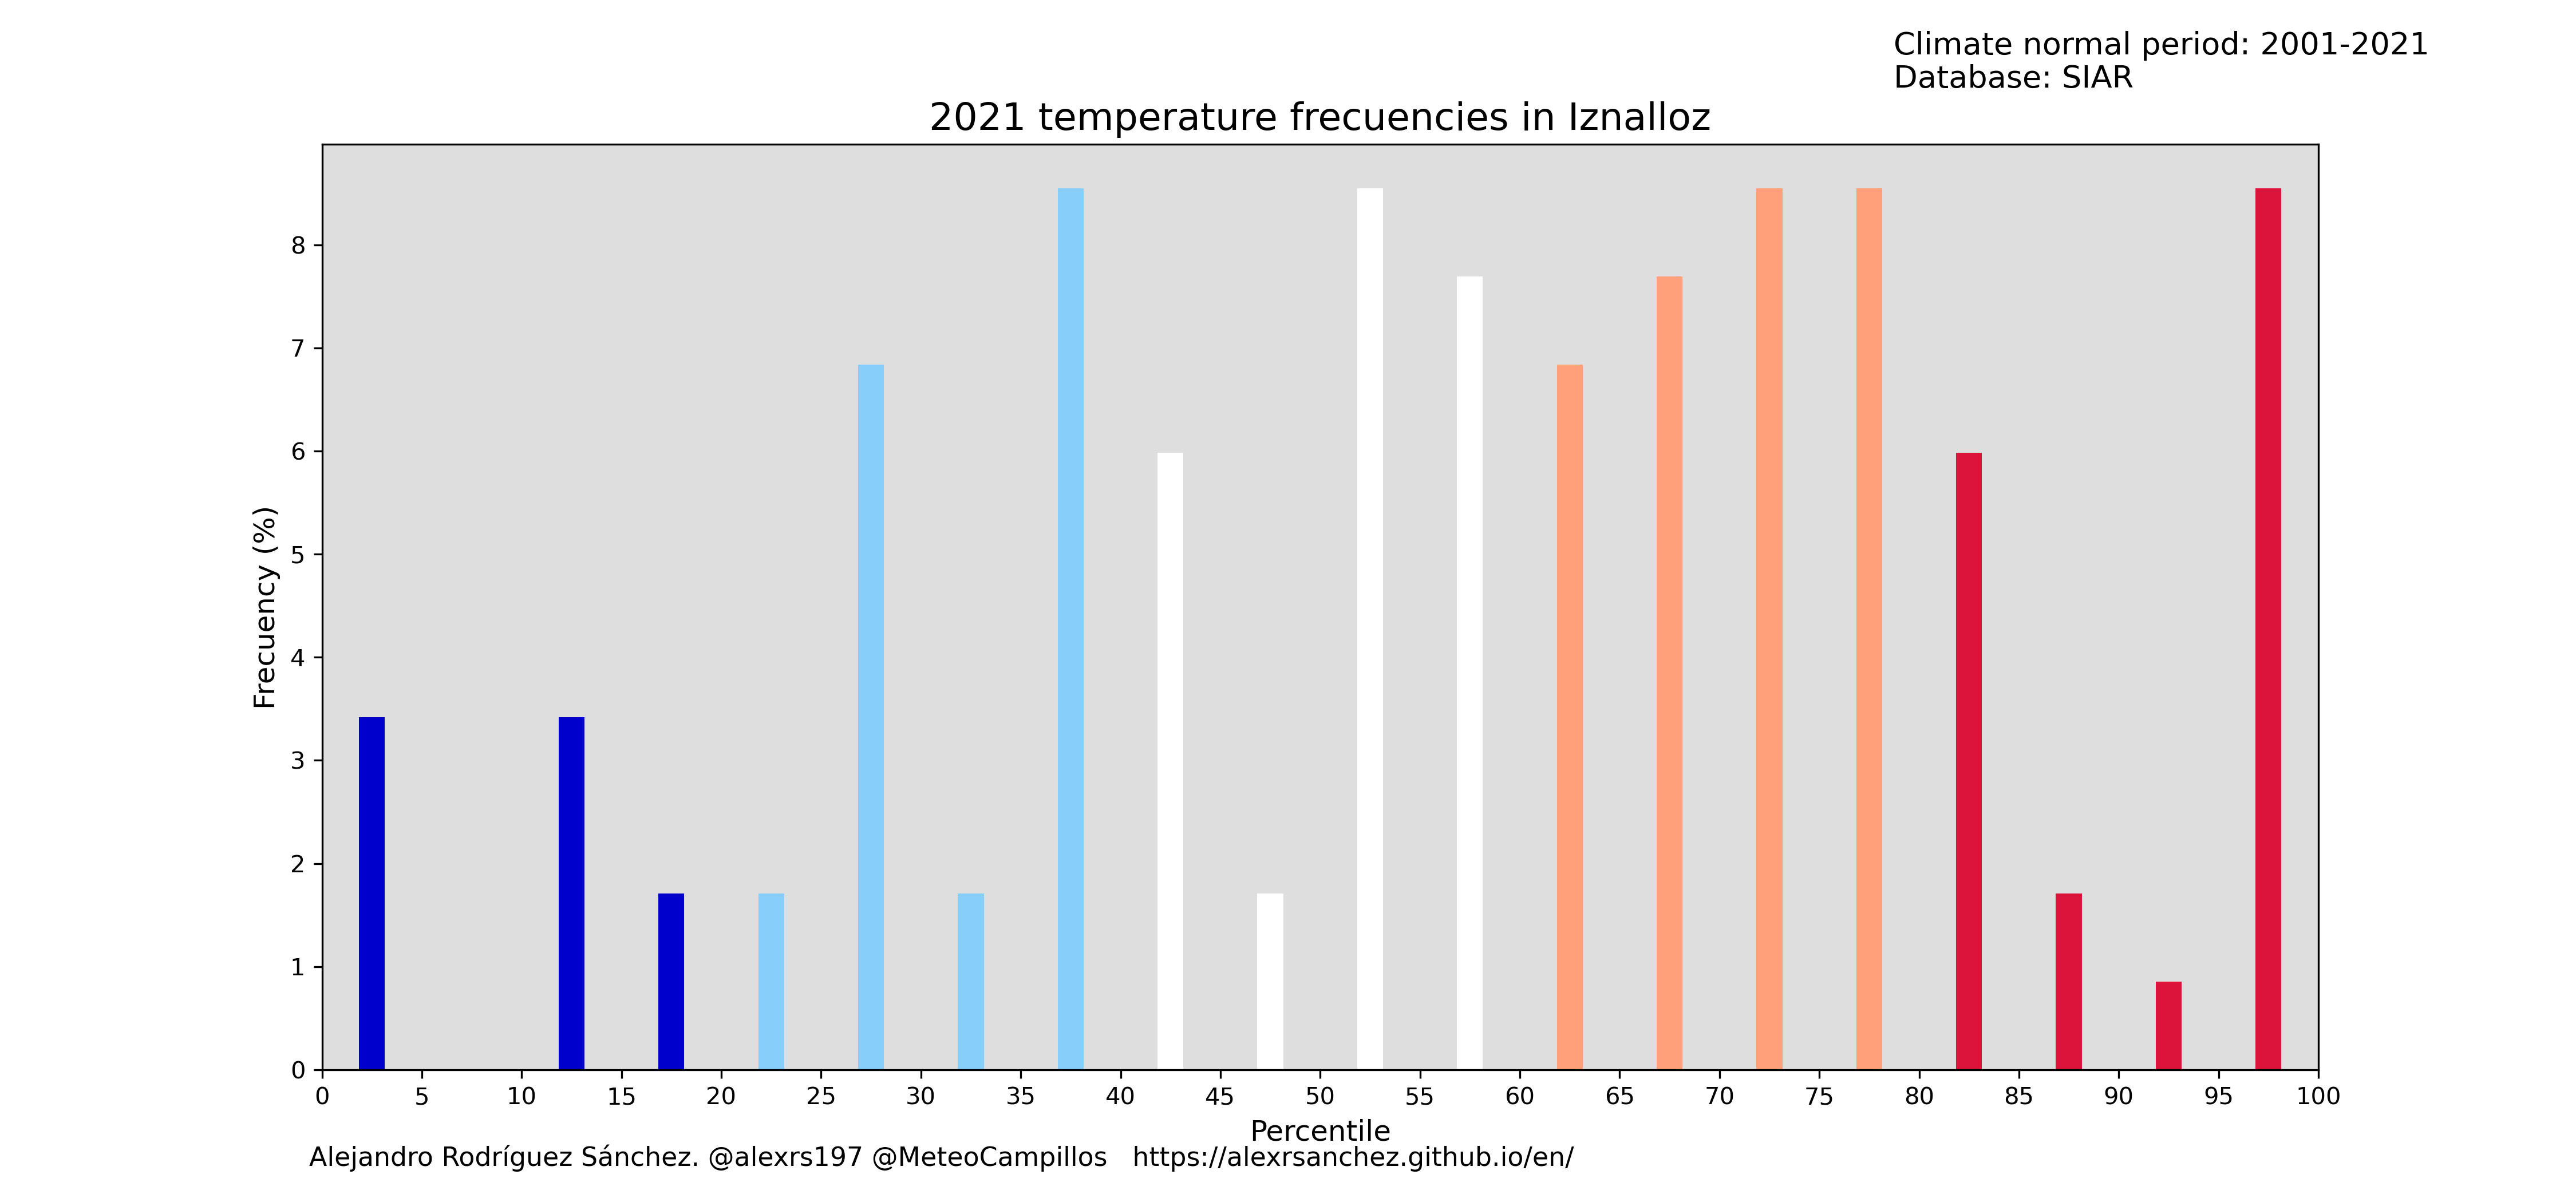 Climate normal period: 2001-2021
Database: SIAR
2021 temperature frecuencies in Iznalloz
Frecuency (%)
8
7
6
5
4
3
2
1
0
0 5 10 15 20 25 30 35 40 45 50 55 60 65 70 75 80 85 90 95 100
Percentile
Alejandro Rodríguez Sánchez. @alexrs197 @MeteoCampillos https://alexrsanchez.github.io/en/